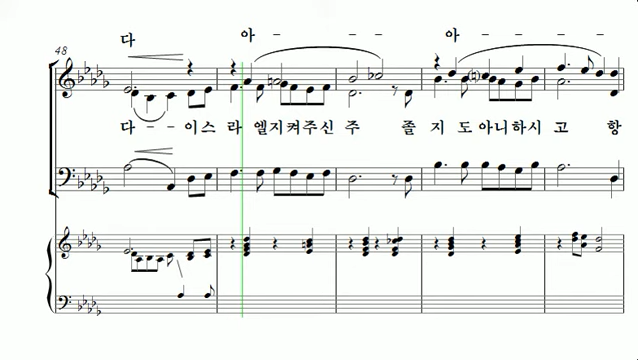 다 아 - - - 아 - - - -
48
다 - - 이스 라 엘지켜주신 주 졸 지 도아니하시 고 항